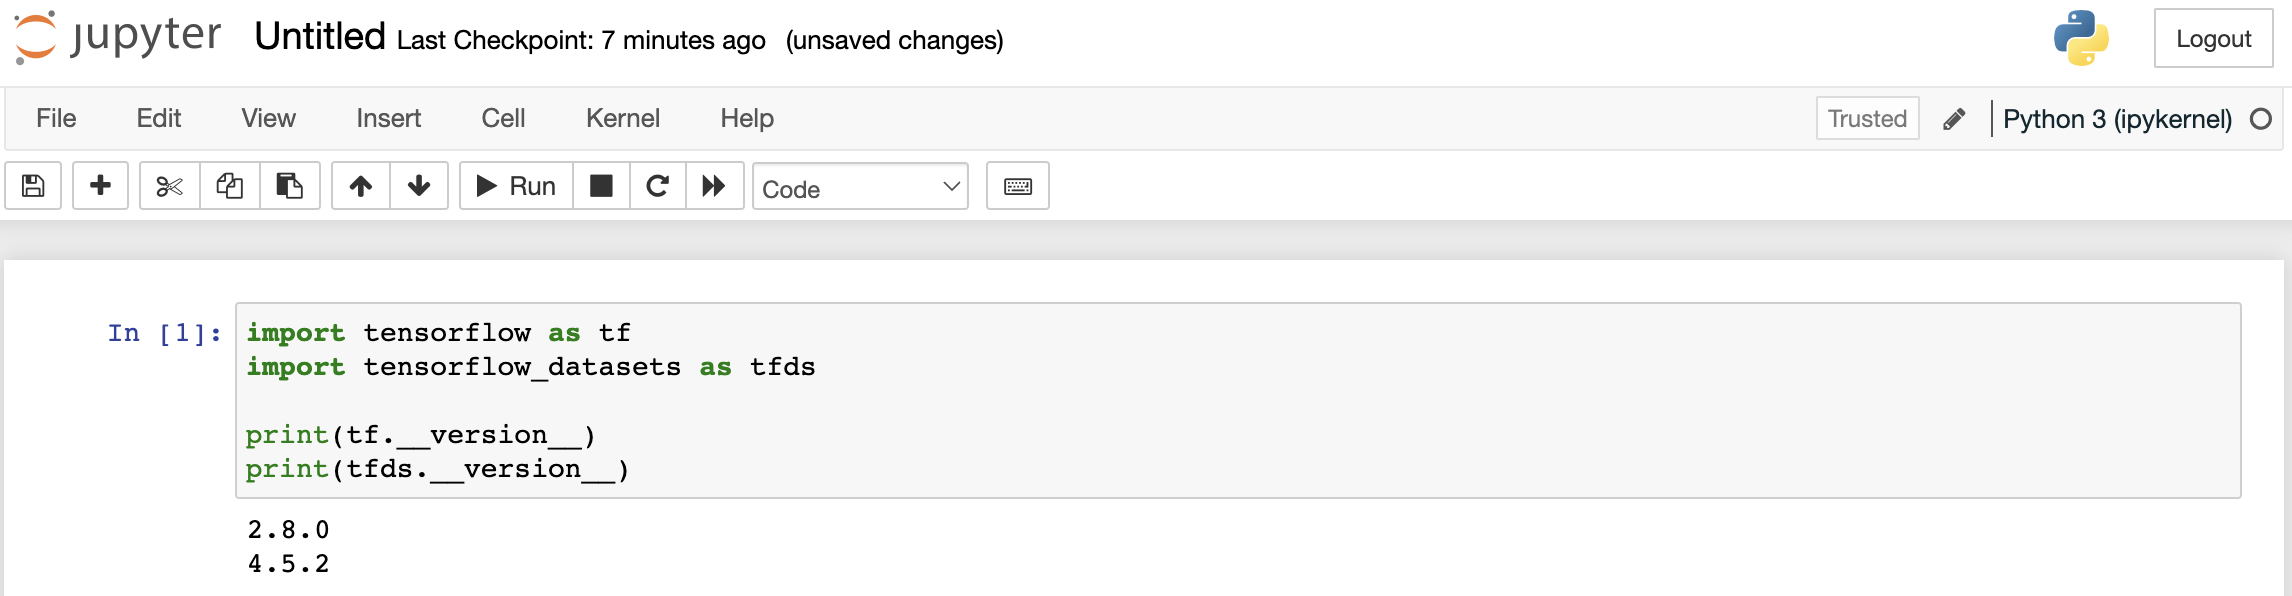 jupyter Untitled Last Checkpoint: 7 minutes ago (unsaved changes) Logout
File Edit View Insert Cell Kernel Help Trusted Python 3 (ipykernel)
Run Code
In [1]: import tensorflow as tf
import tensorflow_datasets as tfds
print(tf.__version__)
print(tfds.__version__)
2.8.0
4.5.2